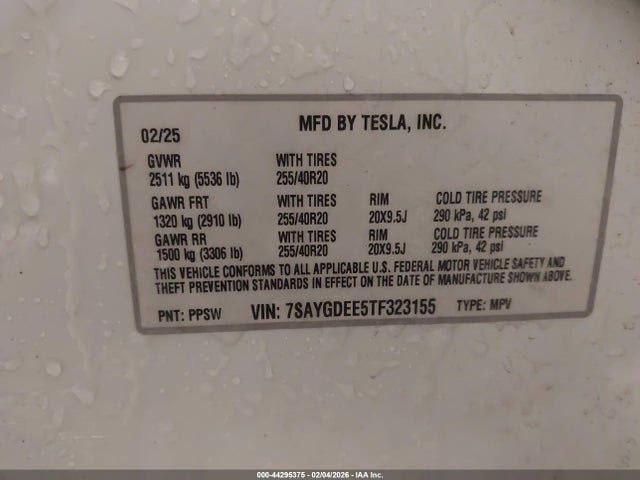 MFD BY TESLA, INC.
02/25
GVWR WITH TIRES
2511 kg (5536 lb) 255/40R20
GAWR FRT WITH TIRES RIM COLD TIRE PRESSURE
1320 kg (2910 lb) 255/40R20 20X9.5J 290 kPa, 42 psi
GAWR RR WITH TIRES RIM COLD TIRE PRESSURE
1500 kg (3306 lb) 255/40R20 20X9.5J 290 kPa, 42 psi
THIS VEHICLE CONFORMS TO ALL APPLICABLE U.S. FEDERAL MOTOR VEHICLE SAFETY AND
THEFT PREVENTION STANDARDS IN EFFECT ON THE DATE OF MANUFACTURE SHOWN ABOVE.
PNT: PPSW VIN: 7SAYGDEE5TF323155 TYPE: MPV
000-44295375 - 02/04/2026 - IAA Inc.